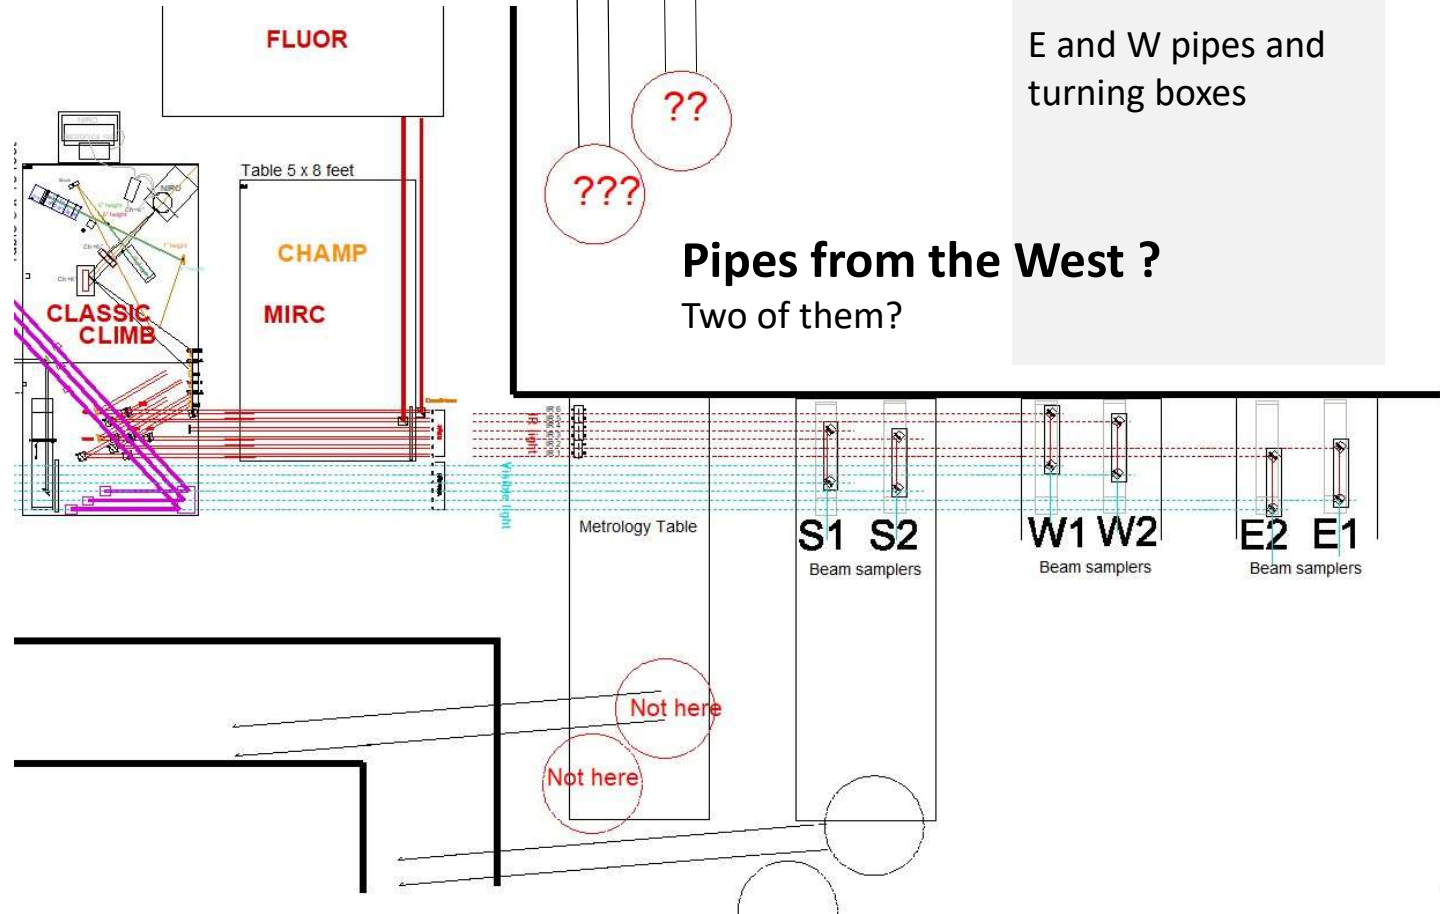 FLUOR
??
???
E and W pipes and
turning boxes
NIRO
Table 5 x 8 feet
NIRO
CHAMP
MIRC
CLASSIC
CLIMB
Pipes from the West ?
Two of them?
IR light
Visible light
Metrology Table
S1 S2
Beam samplers
W1 W2
Beam samplers
E2 E1
Beam samplers
Not here
Not here